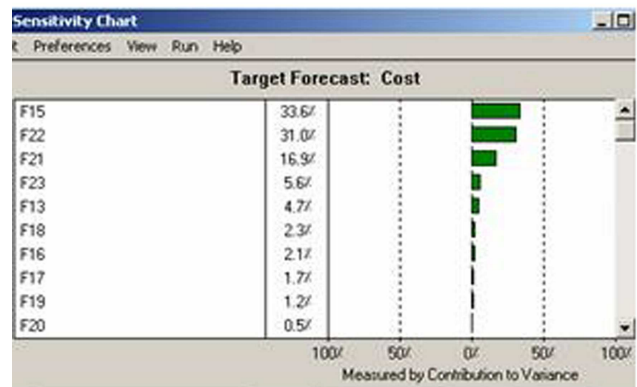 Sensitivity Chart
t Preferences View Run Help
Target Forecast: Cost
F15 33.6%
F22 31.0%
F21 16.9%
F23 5.6%
F13 4.7%
F18 2.3%
F16 2.1%
F17 1.7%
F19 1.2%
F20 0.5%
100% 50% 0% 50% 100%
Measured by Contribution to Variance